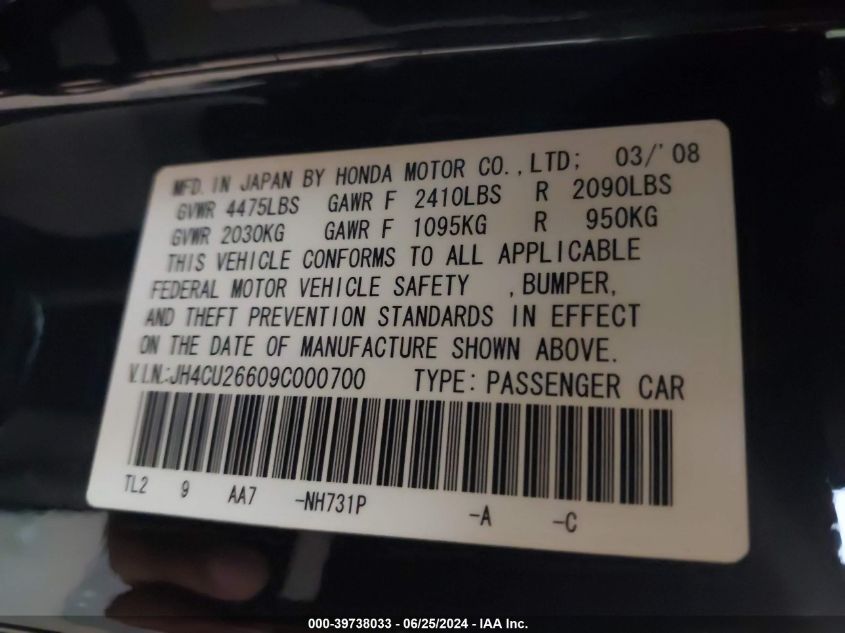 MFD. IN JAPAN BY HONDA MOTOR CO., LTD; 03/'08
GVWR 4475LBS GAWR F 2410LBS R 2090LBS
GVWR 2030KG GAWR F 1095KG R 950KG
THIS VEHICLE CONFORMS TO ALL APPLICABLE
FEDERAL MOTOR VEHICLE SAFETY , BUMPER,
AND THEFT PREVENTION STANDARDS IN EFFECT
ON THE DATE OF MANUFACTURE SHOWN ABOVE.
V.I.N.:JH4CU26609C000700 TYPE: PASSENGER CAR
TL2 9 AA7 -NH731P -A -C
000-39738033 - 06/25/2024 - IAA Inc.